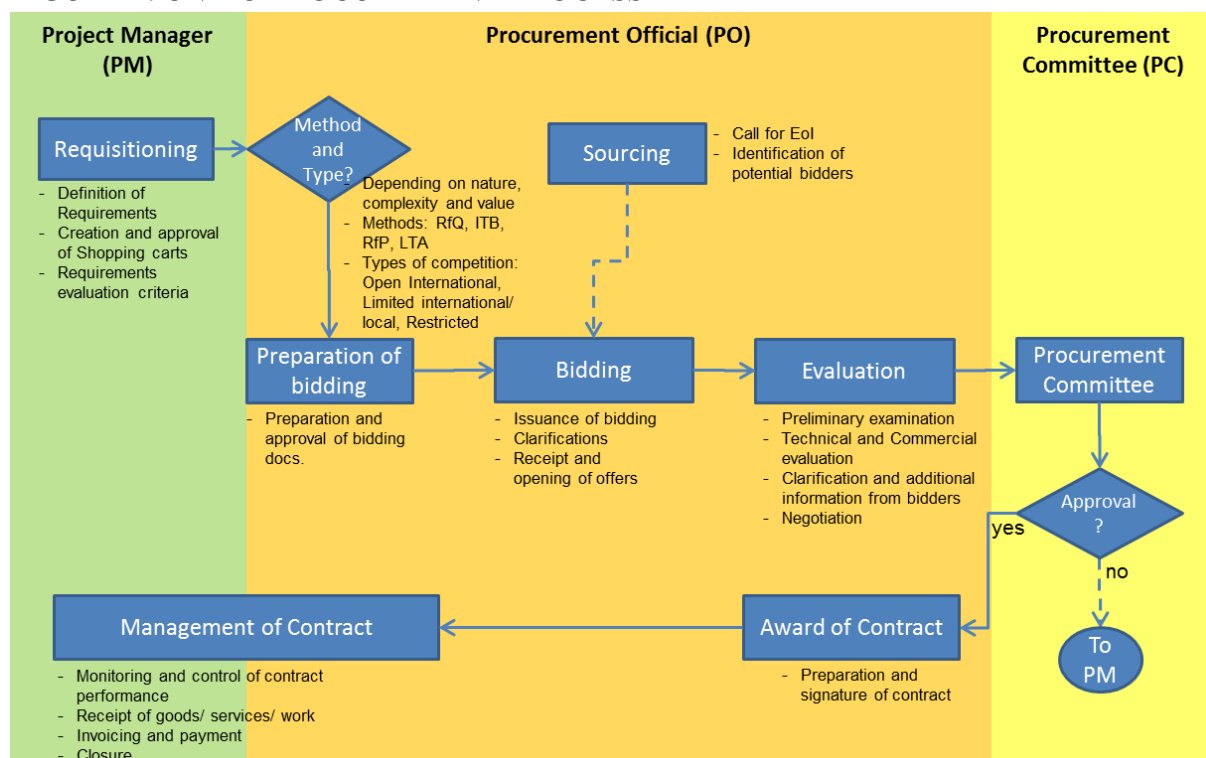 Project Manager
(PM)
Procurement Official (PO)
Procurement
Committee (PC)
Requisitioning
- Definition of
Requirements
- Creation and approval
of Shopping carts
- Requirements
evaluation criteria
Method
and
Type?
- Depending on nature,
complexity and value
- Methods: RfQ, ITB,
RfP, LTA
- Types of competition:
Open International,
Limited international/
local, Restricted
Sourcing
- Call for EoI
- Identification of
potential bidders
Preparation of
bidding
- Preparation and
approval of bidding
docs.
Bidding
- Issuance of bidding
- Clarifications
- Receipt and
opening of offers
Evaluation
- Preliminary examination
- Technical and Commercial
evaluation
- Clarification and additional
information from bidders
- Negotiation
Procurement
Committee
Approval
?
yes
no
To
PM
Award of Contract
- Preparation and
signature of contract
Management of Contract
- Monitoring and control of contract
performance
- Receipt of goods/ services/ work
- Invoicing and payment
- Closure